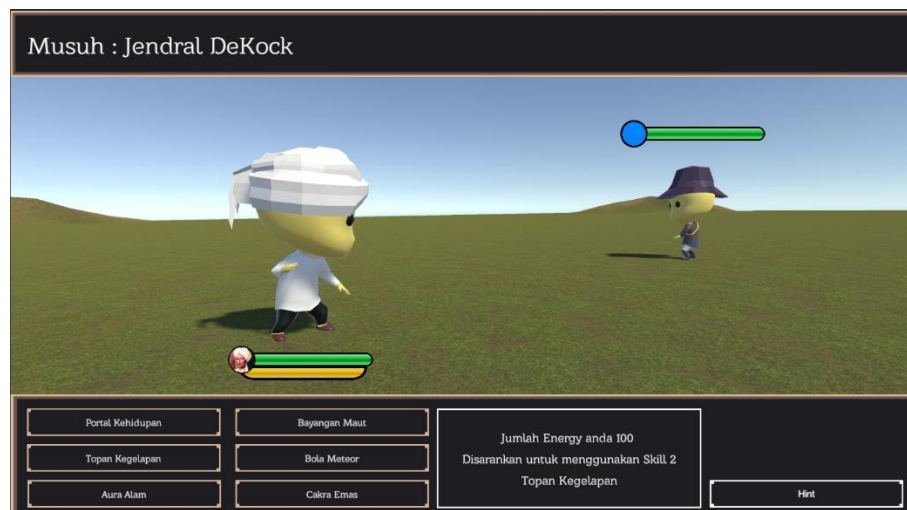 Musuh : Jendral DeKock
Portal Kehidupan
Bayangan Maut
Topan Kegelapan
Bola Meteor
Aura Alam
Cakra Emas
Jumlah Energy anda 100
Disarankan untuk menggunakan Skill 2
Topan Kegelapan
Hint